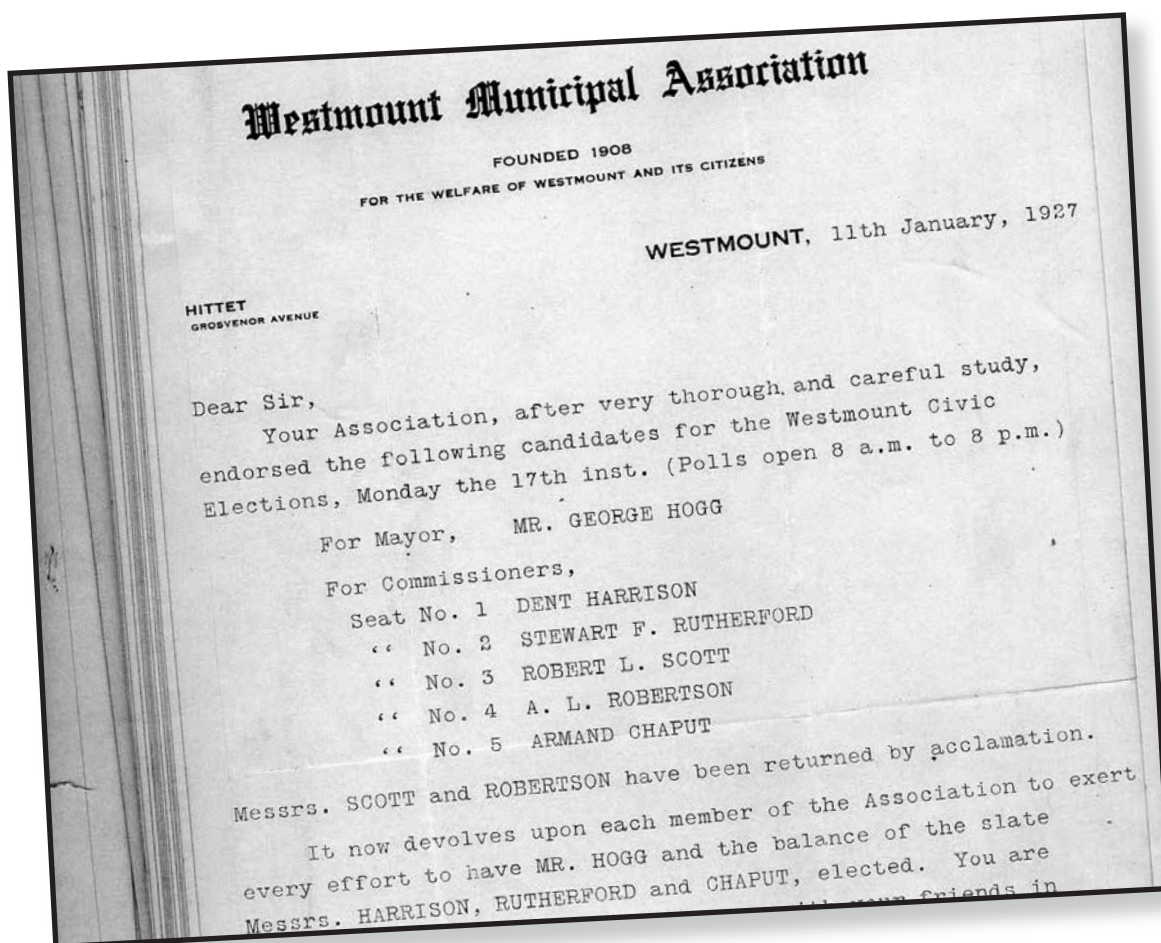 Westmount Municipal Association
FOUNDED 1908
FOR THE WELFARE OF WESTMOUNT AND ITS CITIZENS
WESTMOUNT, 11th January, 1927
HITTET
GROSVENOR AVENUE
Dear Sir,
Your Association, after very thorough and careful study,
endorsed the following candidates for the Westmount Civic
Elections, Monday the 17th inst. (Polls open 8 a.m. to 8 p.m.)
For Mayor, MR. GEORGE HOGG
For Commissioners,
Seat No. 1 DENT HARRISON
“ No. 2 STEWART F. RUTHERFORD
“ No. 3 ROBERT L. SCOTT
“ No. 4 A. L. ROBERTSON
“ No. 5 ARMAND CHAPUT
Messrs. SCOTT and ROBERTSON have been returned by acclamation.
It now devolves upon each member of the Association to exert
every effort to have MR. HOGG and the balance of the slate
Messrs. HARRISON, RUTHERFORD and CHAPUT, elected. You are
your friends in